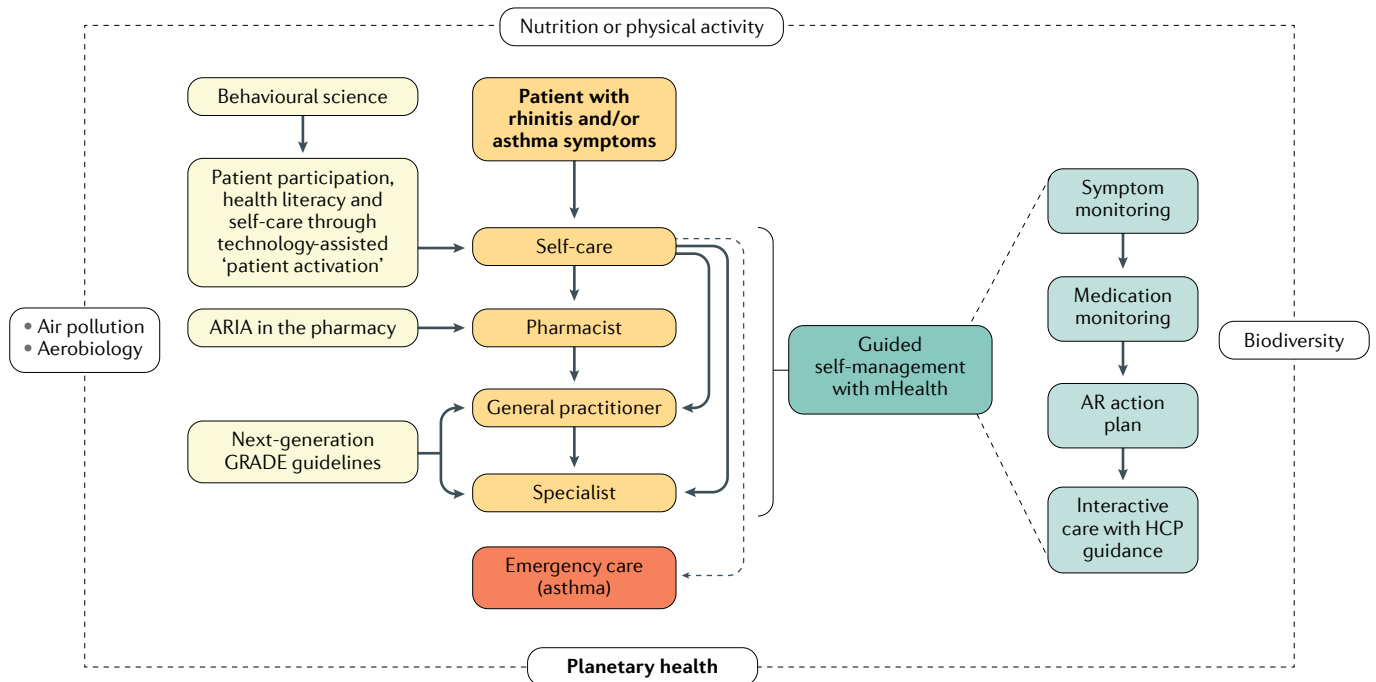 Nutrition or physical activity
Behavioural science
Patient with
rhinitis and/or
asthma symptoms
Patient participation,
health literacy and
self-care through
technology-assisted
‘patient activation’
Self-care
ARIA in the pharmacy
Pharmacist
General practitioner
Next-generation
GRADE guidelines
Specialist
Emergency care
(asthma)
• Air pollution
• Aerobiology
Guided
self-management
with mHealth
Symptom
monitoring
Medication
monitoring
AR action
plan
Interactive
care with HCP
guidance
Biodiversity
Planetary health